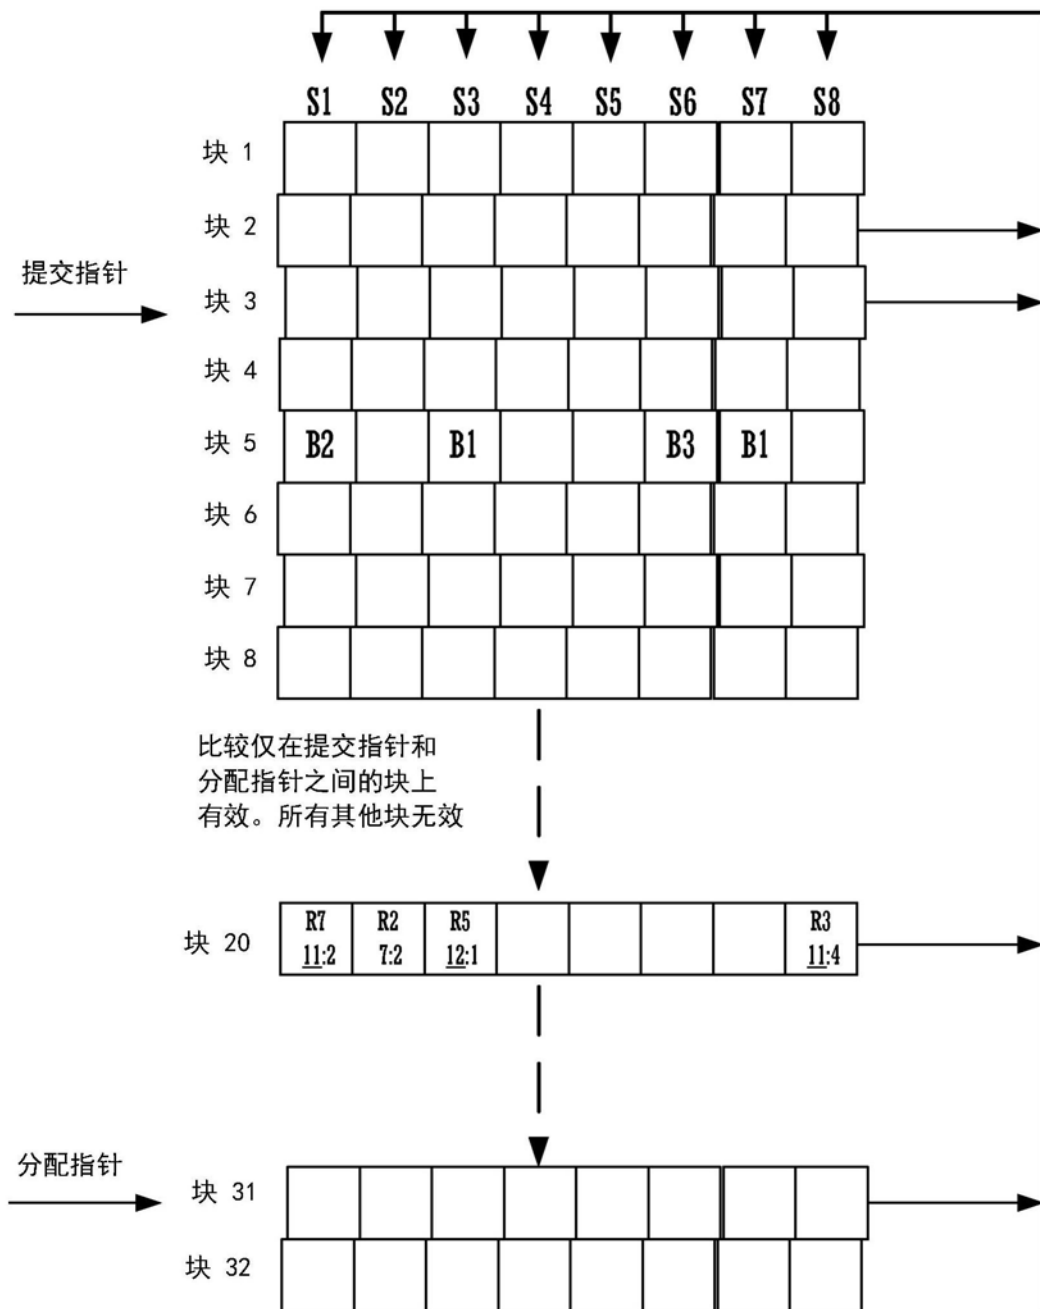 S1 S2 S3 S4 S5 S6 S7 S8
块 1
块 2
提交指针
块 3
块 4
块 5 B2 B1 B3 B1
块 6
块 7
块 8
比较仅在提交指针和
分配指针之间的块上
有效。所有其他块无效
块 20
R7 R2 R5 R3
11:2 7:2 12:1 11:4
分配指针
块 31
块 32